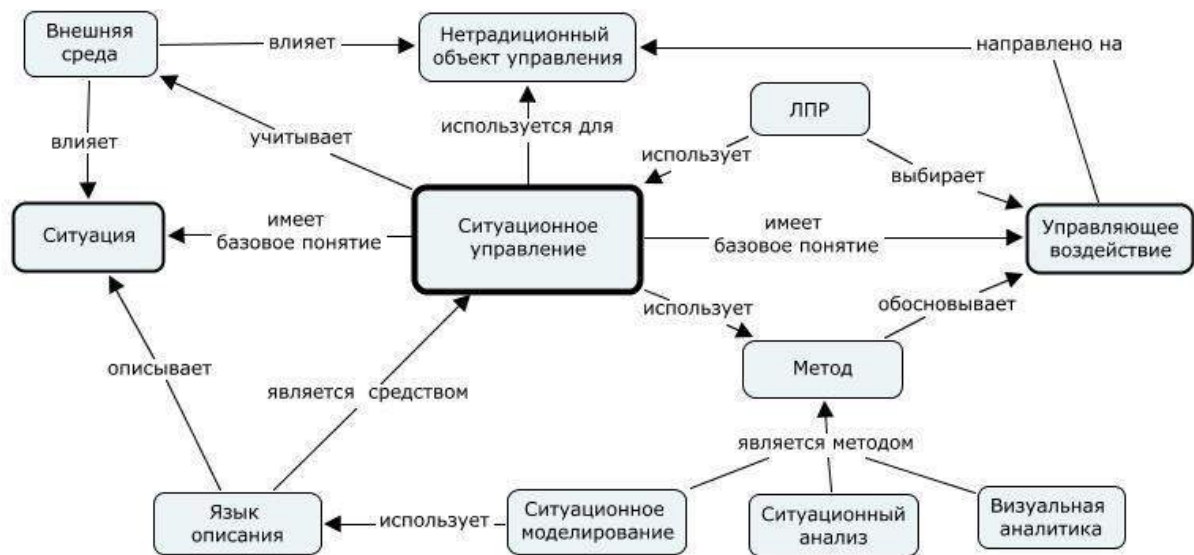 Внешняя
среда
влияет
Нетрадиционный
объект управления
направлено на
ЛПР
учитывает
используется для
влияет
использует
выбирает
Ситуация
имеет
базовое понятие
Ситуационное
управление
имеет
базовое понятие
Управляющее
воздействие
использует
обосновывает
описывает
является средством
Метод
является методом
Язык
описания
использует
Ситуационное
моделирование
Ситуационный
анализ
Визуальная
аналитика